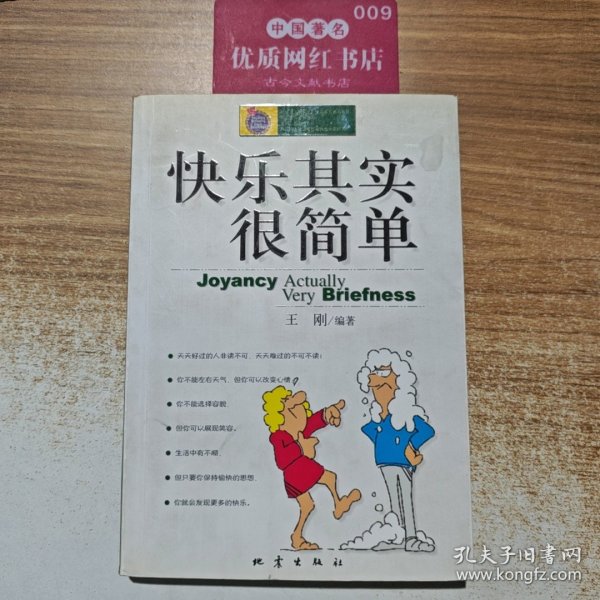 009
中国著名
优质网红书店
古今文献书店
快乐其实
很简单
Joyancy Actually
Very Briefness
王 刚/编著
● 天天好过的人非读不可，天天难过的不可不读！
● 你不能左右天气，但你可以改变心情，
● 你不能选择容貌，
● 但你可以展现笑容。
● 生活中有不顺，
● 但只要你保持愉快的思想，
● 你就会发现更多的快乐。
地震出版社
孔夫子旧书网
www.kongfz.com